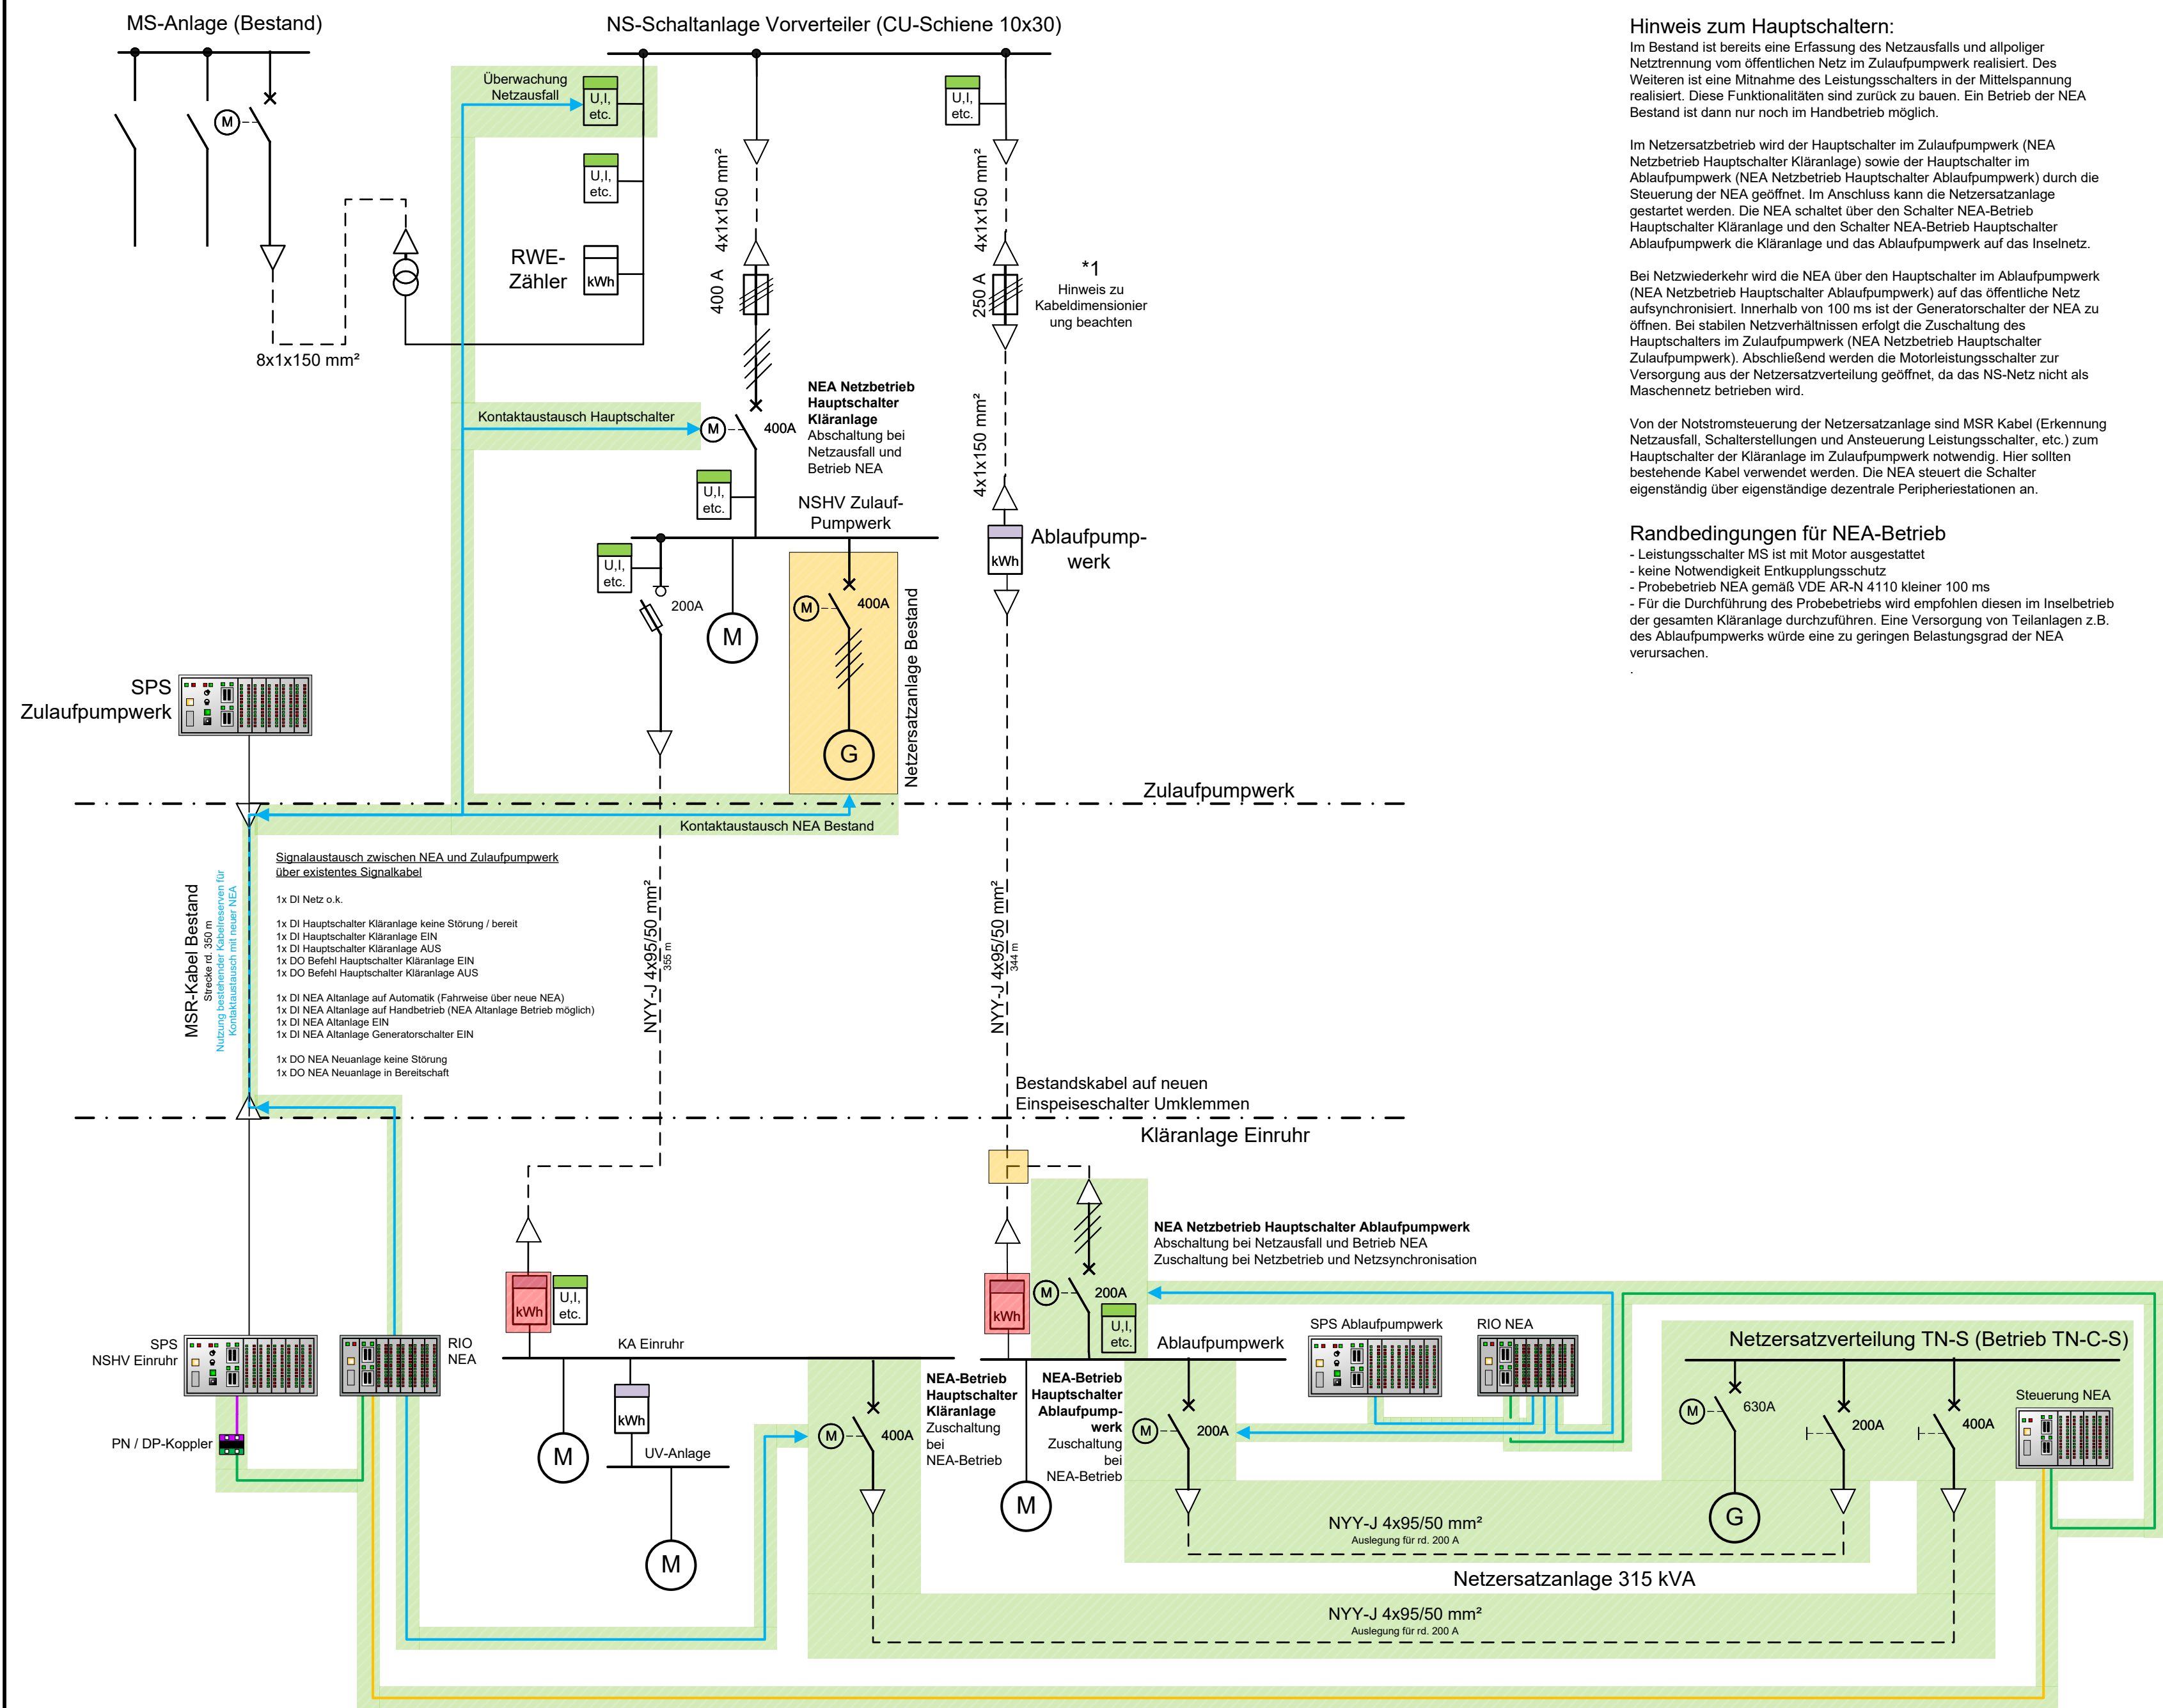 MS-Anlage (Bestand)
NS-Schaltanlage Vorverteiler (CU-Schiene 10x30)
Überwachung
Netzausfall
U,I,
etc.
U,I,
etc.
U,I,
etc.
M
RWE-
Zähler
kWh
8x1x150 mm²
4x1x150 mm²
400 A
4x1x150 mm²
250 A
*1
Hinweis zu
Kabeldimensionier
ung beachten
Kontaktaustausch Hauptschalter
M
400A
NEA Netzbetrieb
Hauptschalter
Kläranlage
Abschaltung bei
Netzausfall und
Betrieb NEA
4x1x150 mm²
U,I,
etc.
NSHV Zulauf-
Pumpwerk
U,I,
etc.
200A
M
M
400A
G
Netzersatzanlage Bestand
kWh
Ablaufpump-
werk
SPS
Zulaufpumpwerk
Zulaufpumpwerk
Kontaktaustausch NEA Bestand
MSR-Kabel Bestand
Strecke rd. 350 m
Nutzung bestehender Kabelreserven für
Kontaktaustausch mit neuer NEA
Signalaustausch zwischen NEA und Zulaufpumpwerk
über existentes Signalkabel
1x DI Netz o.k.
1x DI Hauptschalter Kläranlage keine Störung / bereit
1x DI Hauptschalter Kläranlage EIN
1x DI Hauptschalter Kläranlage AUS
1x DO Befehl Hauptschalter Kläranlage EIN
1x DO Befehl Hauptschalter Kläranlage AUS
1x DI NEA Altanlage auf Automatik (Fahrweise über neue NEA)
1x DI NEA Altanlage auf Handbetrieb (NEA Altanlage Betrieb möglich)
1x DI NEA Altanlage EIN
1x DI NEA Altanlage Generatorschalter EIN
1x DO NEA Neuanlage keine Störung
1x DO NEA Neuanlage in Bereitschaft
NYY-J 4x95/50 mm²
355 m
NYY-J 4x95/50 mm²
344 m
Bestandskabel auf neuen
Einspeiseschalter Umklemmen
Kläranlage Einruhr
Hinweis zum Hauptschaltern:
Im Bestand ist bereits eine Erfassung des Netzausfalls und allpoliger
Netztrennung vom öffentlichen Netz im Zulaufpumpwerk realisiert. Des
Weiteren ist eine Mitnahme des Leistungsschalters in der Mittelspannung
realisiert. Diese Funktionalitäten sind zurück zu bauen. Ein Betrieb der NEA
Bestand ist dann nur noch im Handbetrieb möglich.
Im Netzersatzbetrieb wird der Hauptschalter im Zulaufpumpwerk (NEA
Netzbetrieb Hauptschalter Kläranlage) sowie der Hauptschalter im
Ablaufpumpwerk (NEA Netzbetrieb Hauptschalter Ablaufpumpwerk) durch die
Steuerung der NEA geöffnet. Im Anschluss kann die Netzersatzanlage
gestartet werden. Die NEA schaltet über den Schalter NEA-Betrieb
Hauptschalter Kläranlage und den Schalter NEA-Betrieb Hauptschalter
Ablaufpumpwerk die Kläranlage und das Ablaufpumpwerk auf das Inselnetz.
Bei Netzwiederkehr wird die NEA über den Hauptschalter im Ablaufpumpwerk
(NEA Netzbetrieb Hauptschalter Ablaufpumpwerk) auf das öffentliche Netz
aufsynchronisiert. Innerhalb von 100 ms ist der Generatorschalter der NEA zu
öffnen. Bei stabilen Netzverhältnissen erfolgt die Zuschaltung des
Hauptschalters im Zulaufpumpwerk (NEA Netzbetrieb Hauptschalter
Zulaufpumpwerk). Abschließend werden die Motorleistungsschalter zur
Versorgung aus der Netzersatzverteilung geöffnet, da das NS-Netz nicht als
Maschennetz betrieben wird.
Von der Notstromsteuerung der Netzersatzanlage sind MSR Kabel (Erkennung
Netzausfall, Schalterstellungen und Ansteuerung Leistungsschalter, etc.) zum
Hauptschalter der Kläranlage im Zulaufpumpwerk notwendig. Hier sollten
bestehende Kabel verwendet werden. Die NEA steuert die Schalter
eigenständig über eigenständige dezentrale Peripheriestationen an.
Randbedingungen für NEA-Betrieb
- Leistungsschalter MS ist mit Motor ausgestattet
- keine Notwendigkeit Entkupplungsschutz
- Probebetrieb NEA gemäß VDE AR-N 4110 kleiner 100 ms
- Für die Durchführung des Probebetriebs wird empfohlen diesen im Inselbetrieb
der gesamten Kläranlage durchzuführen. Eine Versorgung von Teilanlagen z.B.
des Ablaufpumpwerks würde eine zu geringen Belastungsgrad der NEA
verursachen.
.
NEA Netzbetrieb Hauptschalter Ablaufpumpwerk
Abschaltung bei Netzausfall und Betrieb NEA
Zuschaltung bei Netzbetrieb und Netzsynchronisation
kWh
U,I,
etc.
kWh
M
200A
U,I,
etc.
SPS
NSHV Einruhr
RIO
NEA
PN / DP-Koppler
KA Einruhr
kWh
UV-Anlage
M
M
M
400A
NEA-Betrieb
Hauptschalter
Kläranlage
Zuschaltung
bei
NEA-Betrieb
NEA-Betrieb
Hauptschalter
Ablaufpump-
werk
Zuschaltung
bei
NEA-Betrieb
M
Ablaufpumpwerk
M
200A
SPS Ablaufpumpwerk
RIO NEA
Netzersatzverteilung TN-S (Betrieb TN-C-S)
M
630A
200A
400A
Steuerung NEA
G
NYY-J 4x95/50 mm²
Auslegung für rd. 200 A
Netzersatzanlage 315 kVA
NYY-J 4x95/50 mm²
Auslegung für rd. 200 A